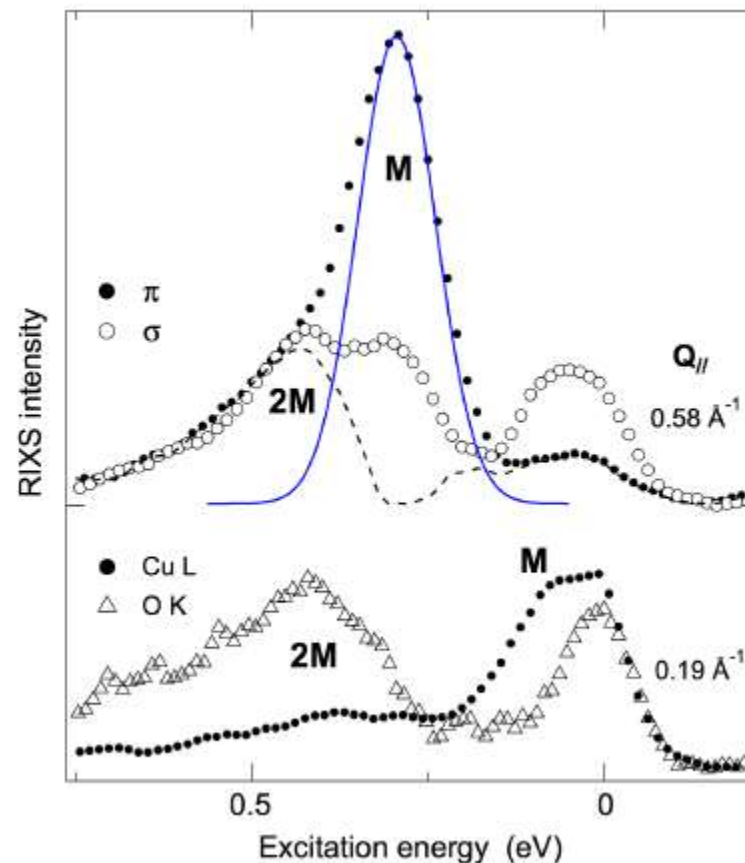 M
● π
○ σ
Q//
2M
0.58 Å⁻¹
RIXS intensity
● Cu L
△ O K
M
2M
0.19 Å⁻¹
0.5
0
Excitation energy (eV)